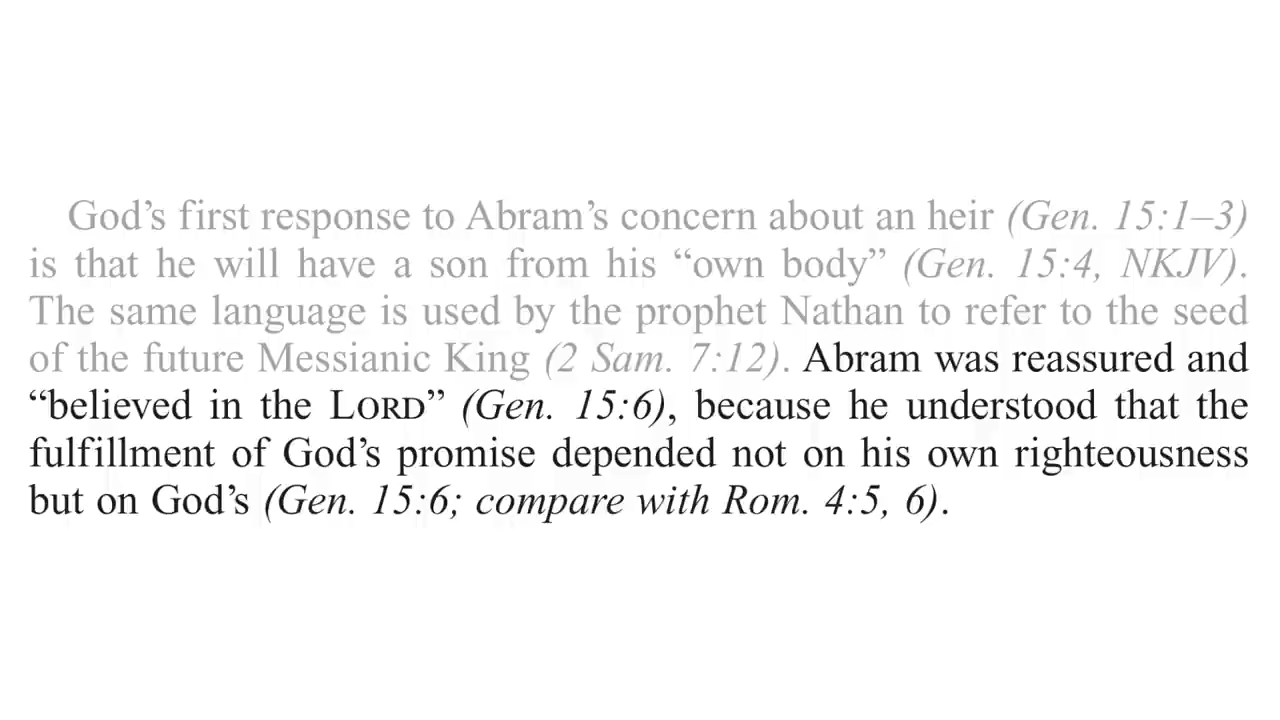 God’s first response to Abram’s concern about an heir (Gen. 15:1–3)
is that he will have a son from his “own body” (Gen. 15:4, NKJV).
The same language is used by the prophet Nathan to refer to the seed
of the future Messianic King (2 Sam. 7:12). Abram was reassured and
“believed in the LORD” (Gen. 15:6), because he understood that the
fulfillment of God’s promise depended not on his own righteousness
but on God’s (Gen. 15:6; compare with Rom. 4:5, 6).